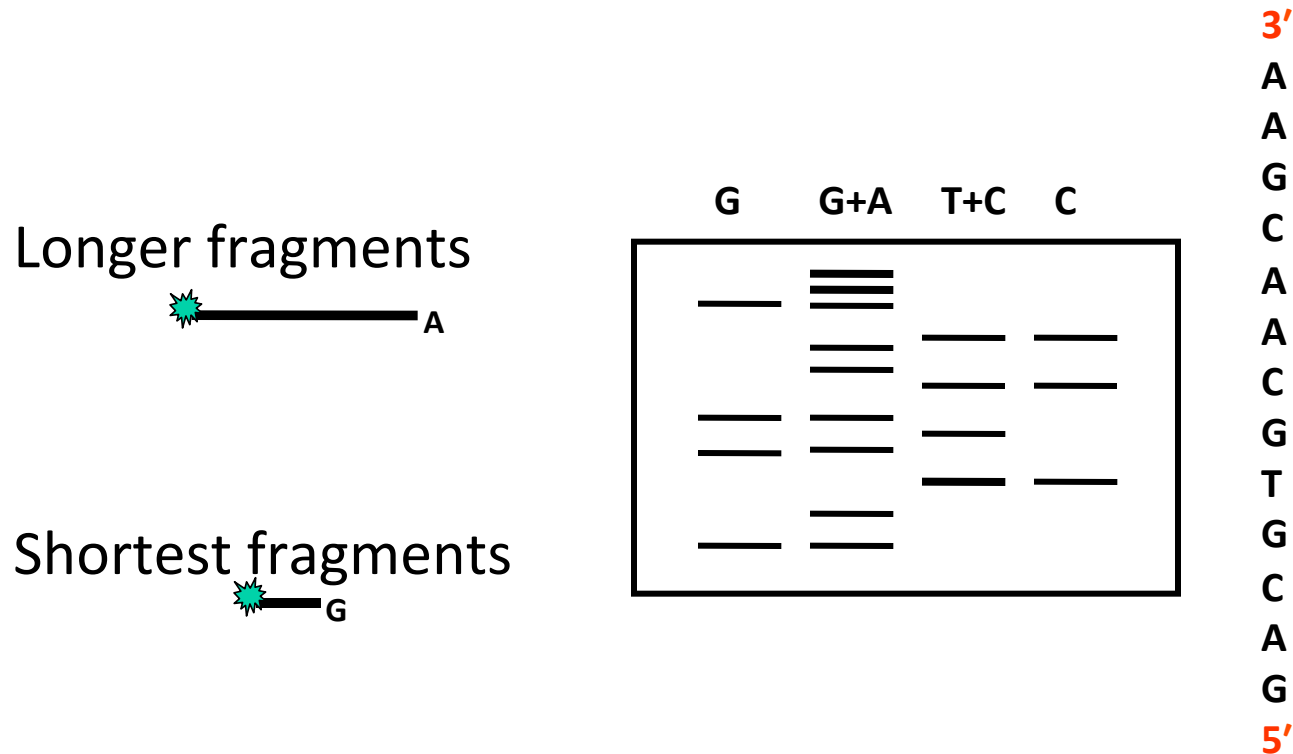 Longer fragments
A
Shortest fragments
G
G G+A T+C C
3′
A
A
G
C
A
A
C
G
T
G
C
A
G
5′